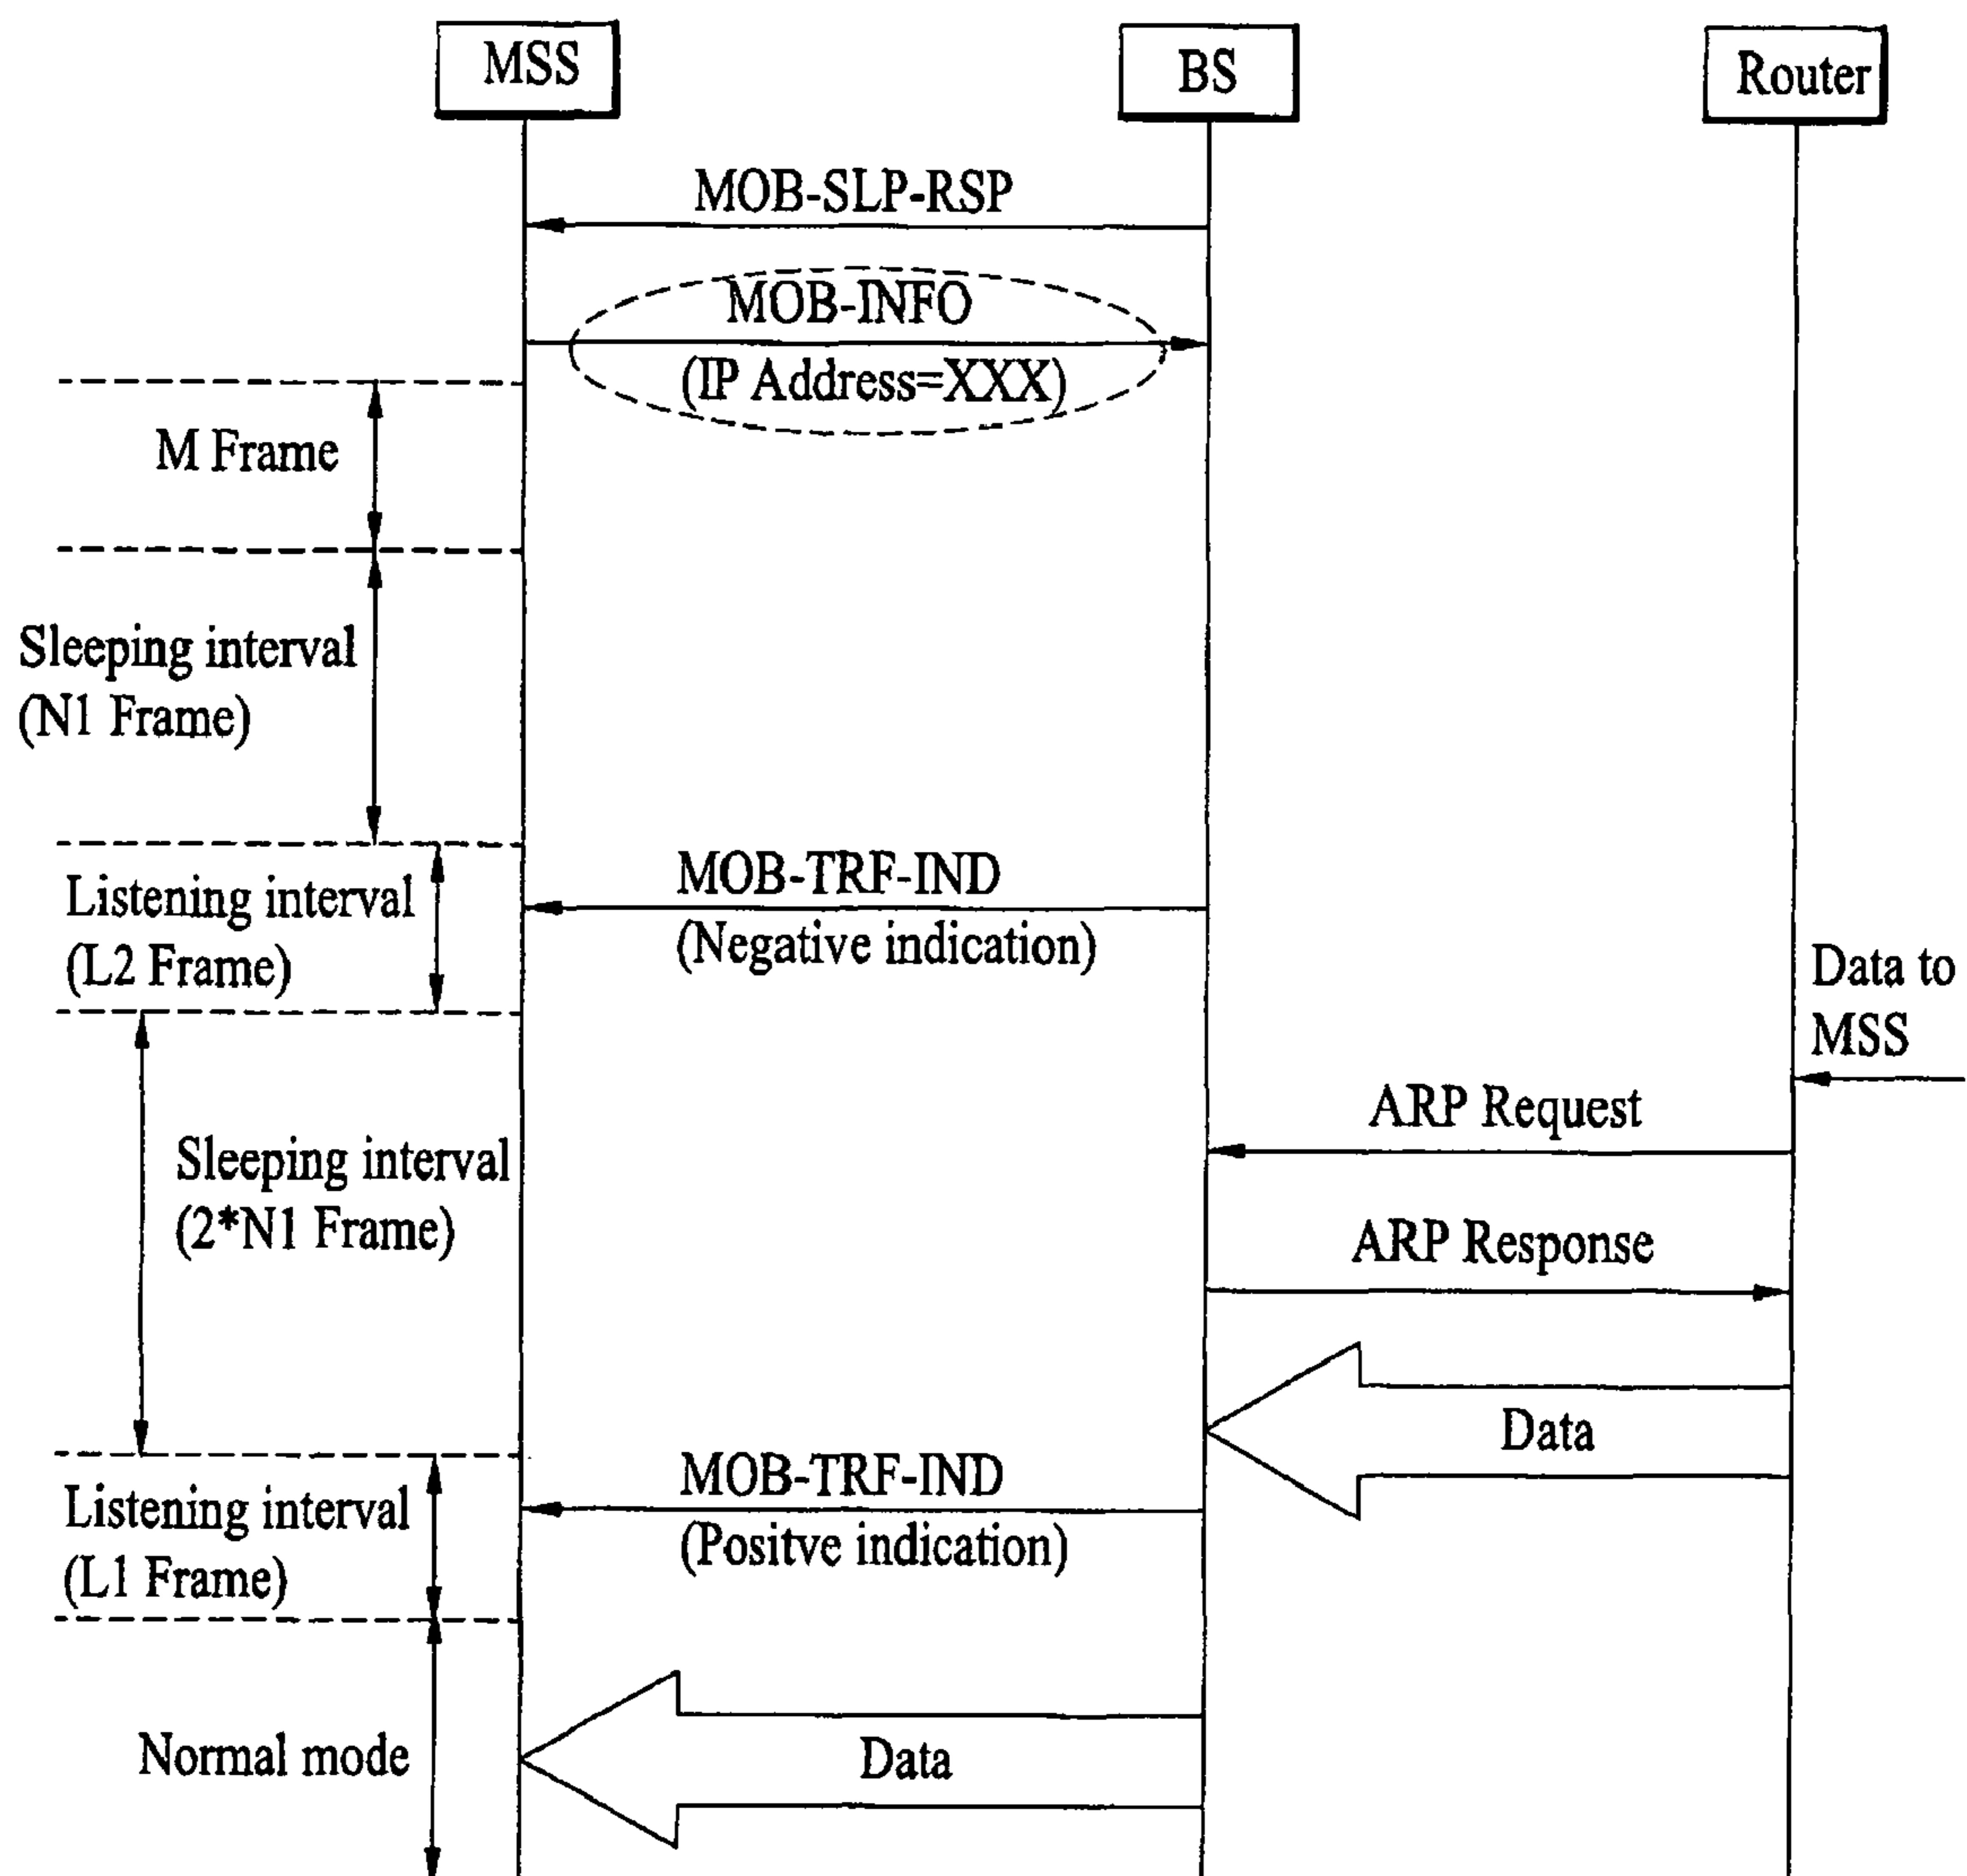 MSS
BS
Router
MOB-SLP-RSP
MOB-INFO
(IP Address=XXX)
M Frame
Sleeping interval
(N1 Frame)
MOB-TRF-IND
(Negative indication)
Listening interval
(L2 Frame)
Data to
MSS
ARP Request
Sleeping interval
(2*N1 Frame)
ARP Response
Data
MOB-TRF-IND
(Positve indication)
Listening interval
(L1 Frame)
Normal mode
Data